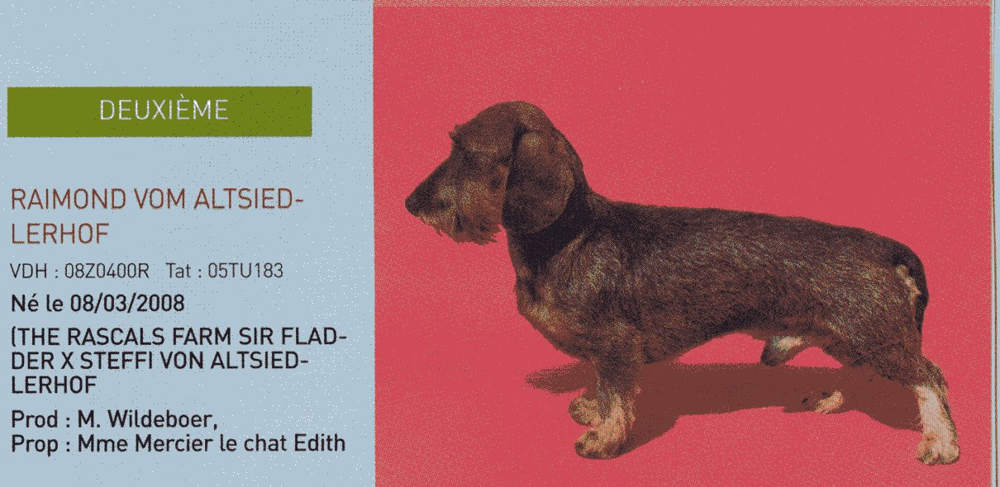 DEUXIÈME
RAIMOND VOM ALTSIED-
LERHOF
VDH : 08Z0400R Tat : 05TU183
Né le 08/03/2008
(THE RASCALS FARM SIR FLAD-
DER X STEFFI VON ALTSIED-
LERHOF
Prod : M. Wildeboer,
Prop : Mme Mercier le chat Edith